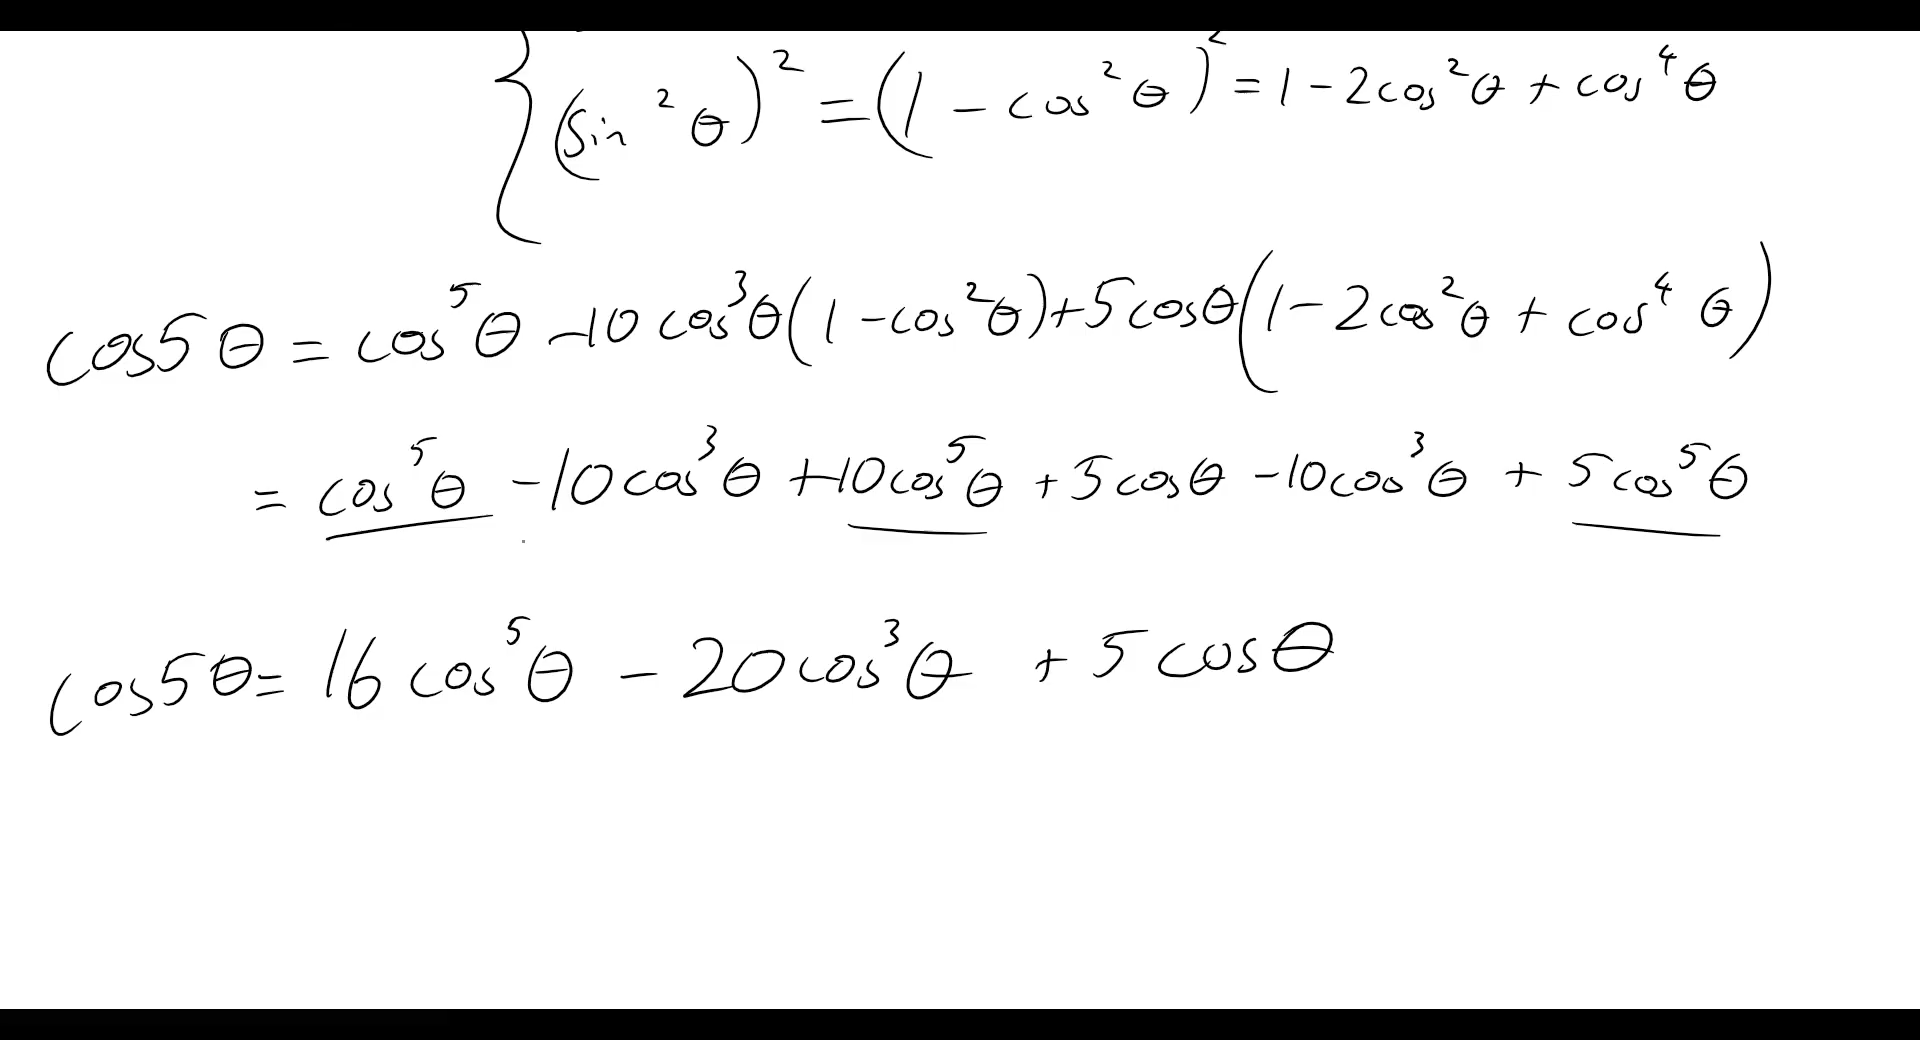 (sin²θ)² = (1 - cos²θ)² = 1 - 2cos²θ + cos⁴θ
cos5θ = cos⁵θ - 10cos³θ(1 - cos²θ) + 5cosθ(1 - 2cos²θ + cos⁴θ)
= cos⁵θ - 10cos³θ + 10cos⁵θ + 5cosθ - 10cos³θ + 5cos⁵θ
cos5θ = 16cos⁵θ - 20cos³θ + 5cosθ